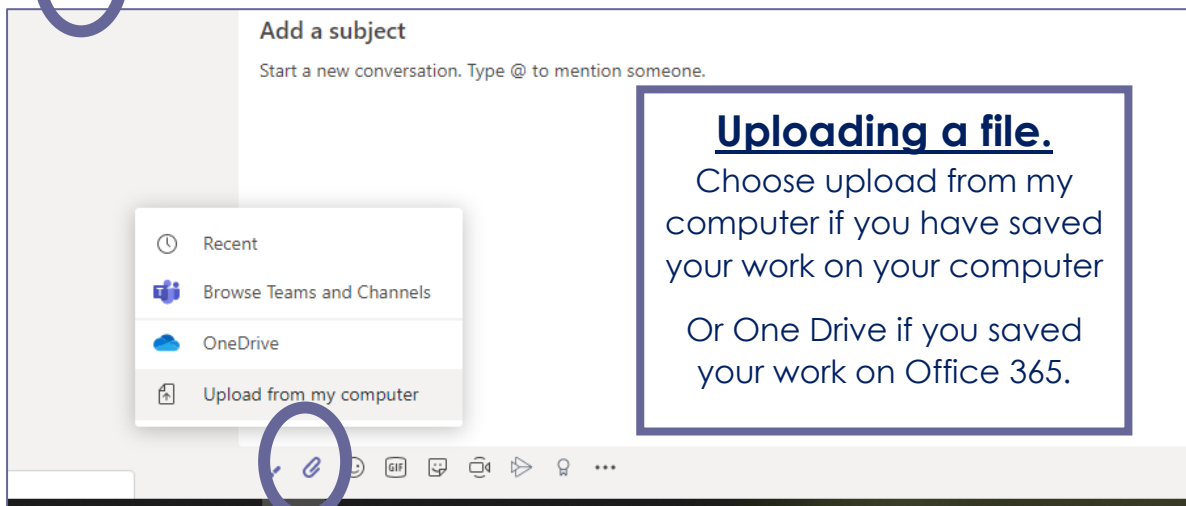 Add a subject
Start a new conversation. Type @ to mention someone.
Uploading a file.
Choose upload from my
computer if you have saved
your work on your computer
Or One Drive if you saved
your work on Office 365.
Recent
Browse Teams and Channels
OneDrive
Upload from my computer
GIF